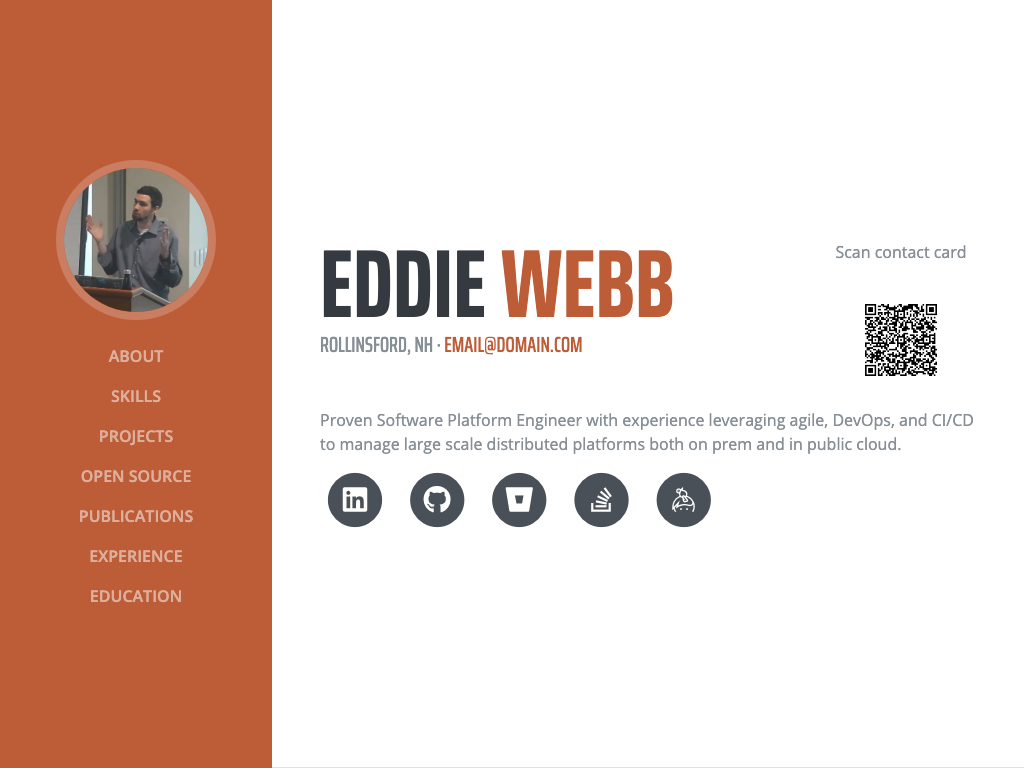 ABOUT
SKILLS
PROJECTS
OPEN SOURCE
PUBLICATIONS
EXPERIENCE
EDUCATION
EDDIE WEBB
ROLLINSFORD, NH · EMAIL@DOMAIN.COM
Scan contact card
Proven Software Platform Engineer with experience leveraging agile, DevOps, and CI/CD
to manage large scale distributed platforms both on prem and in public cloud.
in